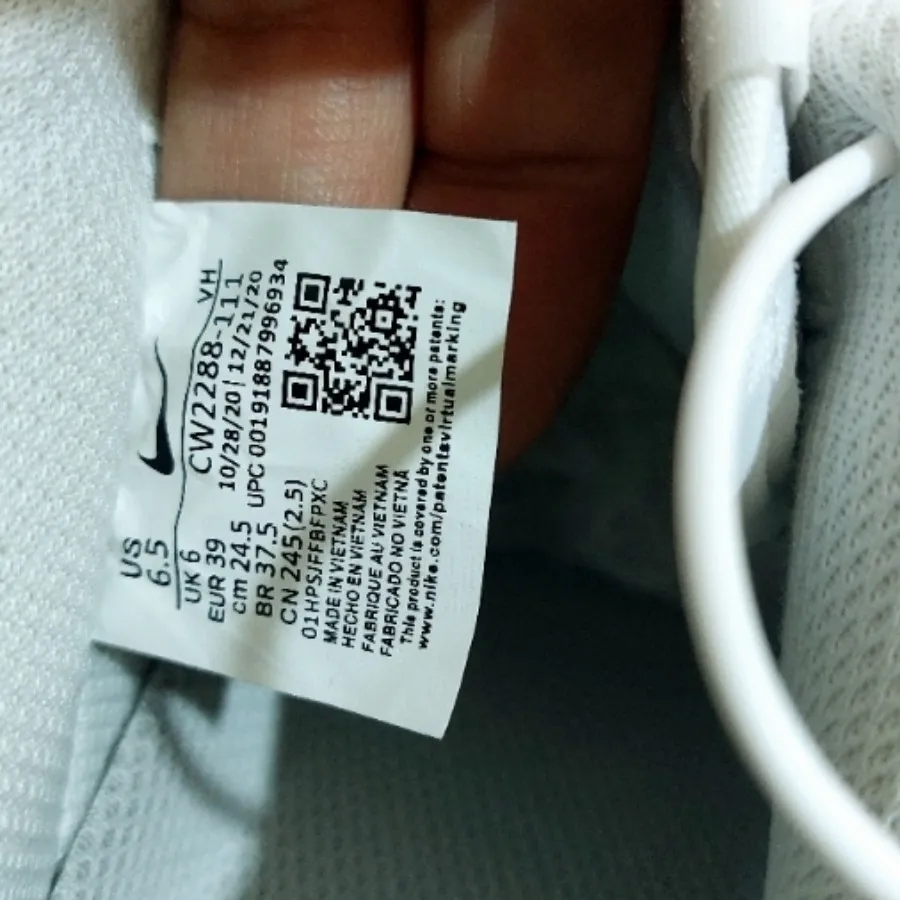 US
6.5
UK 6
EUR 39
cm 24.5
BR 37.5
CN 245(2.5)
VH
CW2288-111
10/28/20|12/21/20
UPC 00191887996934
01HPSJFFBFPXC
MADE IN VIETNAM
HECHO EN VIETNAM
FABRIQUE AU VIETNAM
FABRICADO NO VIETNÃ
This product is covered by one or more patents:
www.nike.com/patentsvirtualmarking